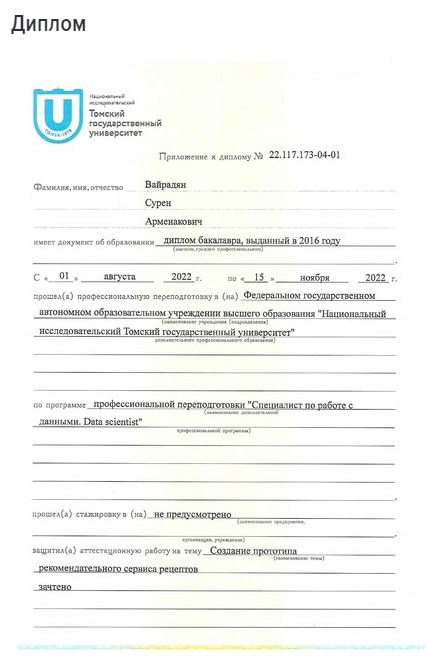 Диплом
Национальный
исследовательский
Томский
государственный
университет
ТОМСК · 1878
Приложение к диплому № 22.117.173-04-01
Фамилия, имя, отчество Вайрадян
Сурен
Арменакович
имеет документ об образовании диплом бакалавра, выданный в 2016 году
(высшем, среднем профессиональном)
С « 01 » августа 2022 г. по « 15 » ноября 2022 г.
прошел(а) профессиональную переподготовку в (на) Федеральном государственном
автономном образовательном учреждении высшего образования "Национальный
(наименование учреждения (подразделения)
исследовательский Томский государственный университет"
дополнительного профессионального образования)
по программе профессиональной переподготовки "Специалист по работе с
(наименование дополнительной
данными. Data scientist"
профессиональной программы)
прошел(а) стажировку в (на) не предусмотрено
(наименование предприятия,
организации, учреждения)
защитил(а) аттестационную работу на тему Создание прототипа
(наименование темы)
рекомендательного сервиса рецептов
зачтено